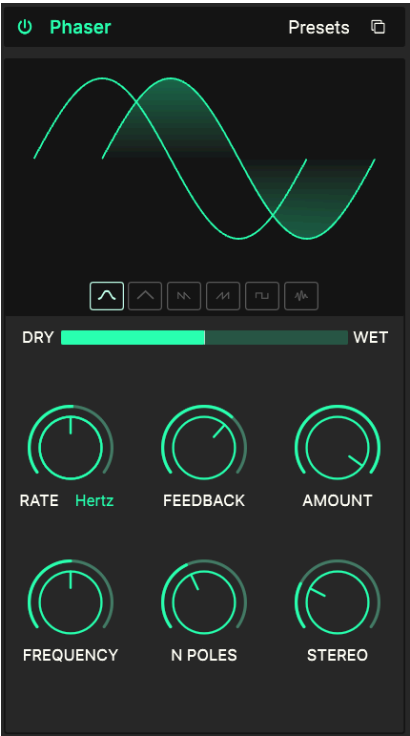 Phaser Presets
DRY WET
RATE Hertz FEEDBACK AMOUNT
FREQUENCY N POLES STEREO